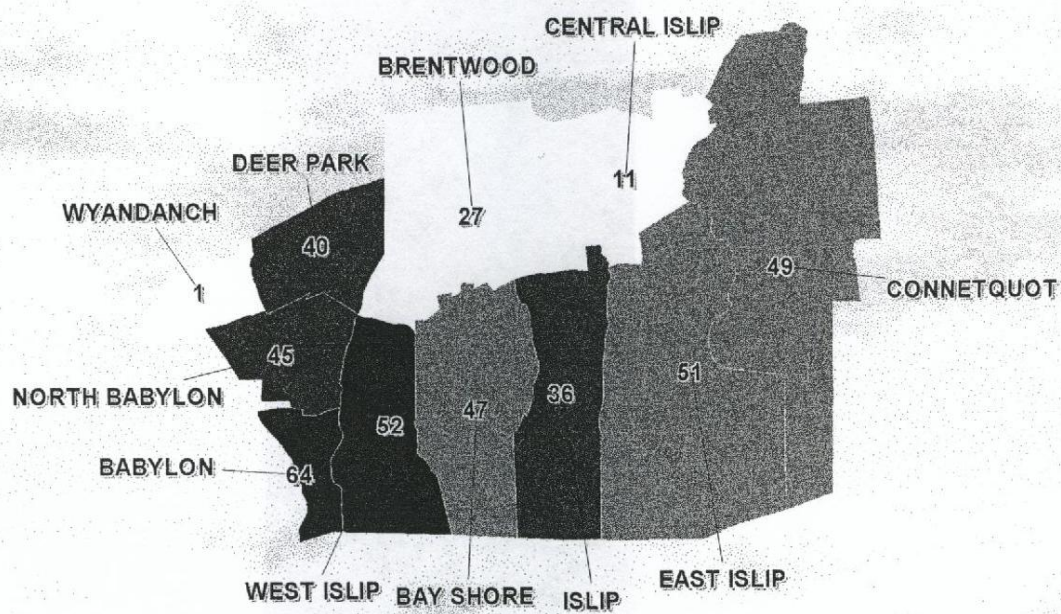 CENTRAL ISLIP
BRENTWOOD
DEER PARK
11
WYANDANCH
27
40
49
1
CONNETQUOT
45
51
NORTH BABYLON
36
47
52
BABYLON
64
EAST ISLIP
WEST ISLIP
BAY SHORE
ISLIP